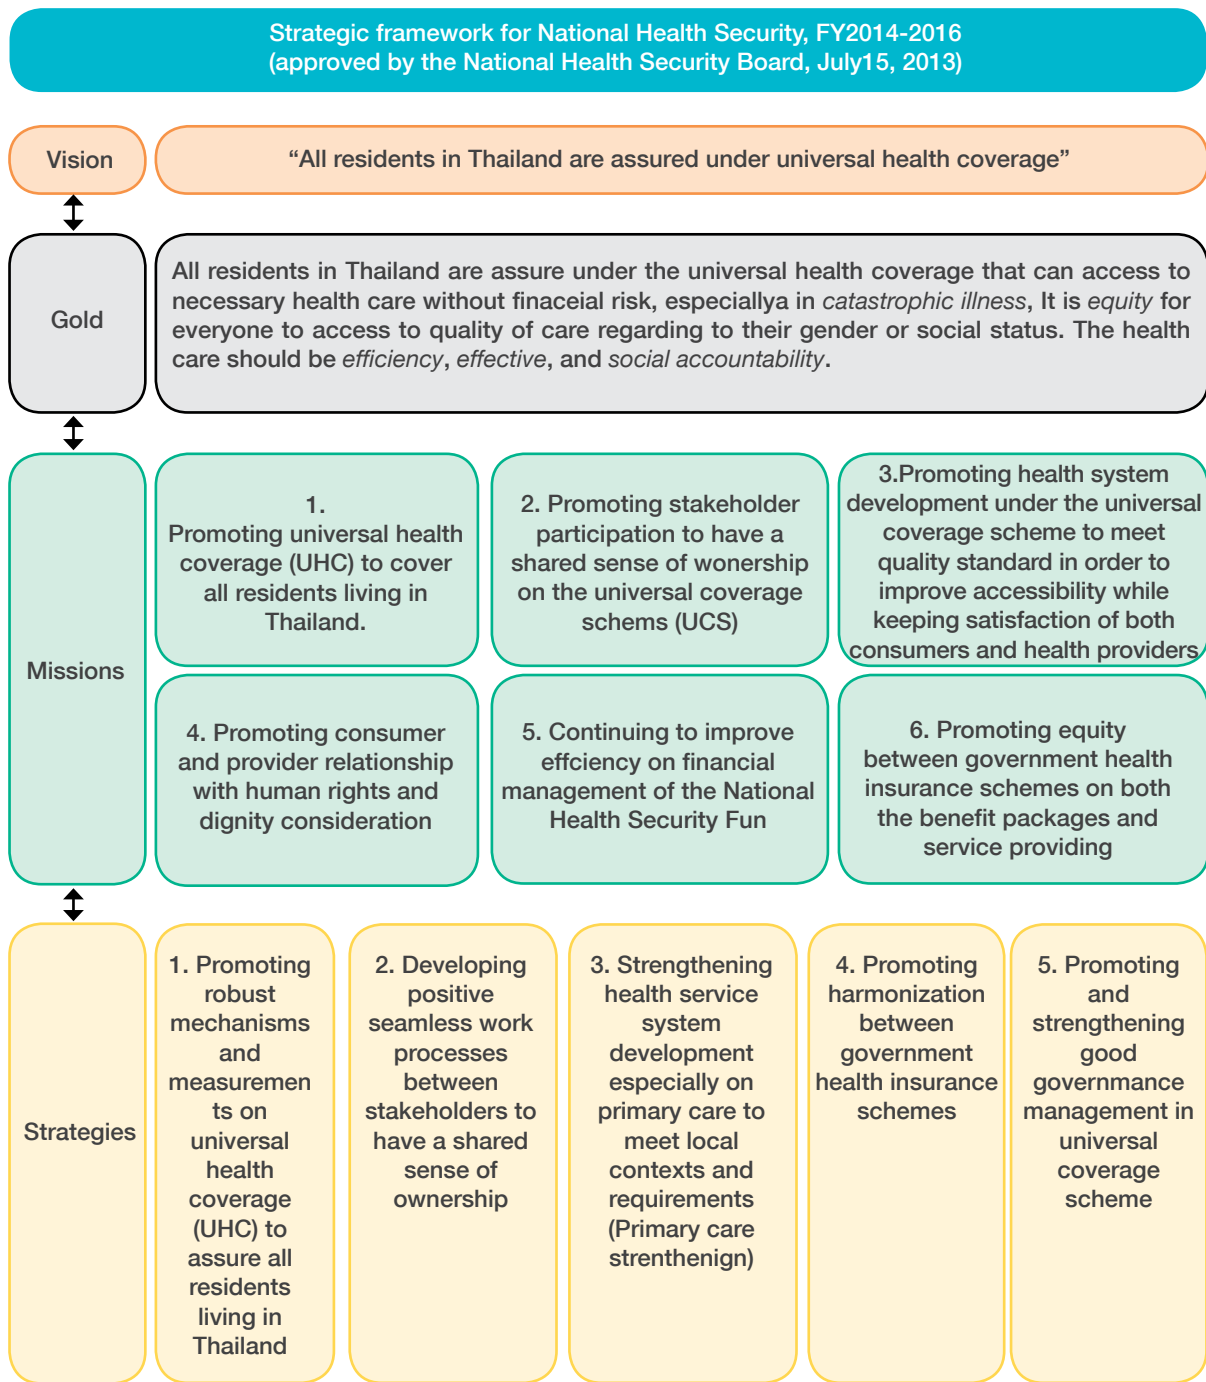 Strategic framework for National Health Security, FY2014-2016
(approved by the National Health Security Board, July15, 2013)
Vision
“All residents in Thailand are assured under universal health coverage”
Gold
All residents in Thailand are assure under the universal health coverage that can access to
necessary health care without finaceial risk, especiallya in catastrophic illness, It is equity for
everyone to access to quality of care regarding to their gender or social status. The health
care should be efficiency, effective, and social accountability.
Missions
1.
Promoting universal health
coverage (UHC) to cover
all residents living in
Thailand.
2. Promoting stakeholder
participation to have a
shared sense of wonership
on the universal coverage
schems (UCS)
3.Promoting health system
development under the universal
coverage scheme to meet
quality standard in order to
improve accessibility while
keeping satisfaction of both
consumers and health providers
4. Promoting consumer
and provider relationship
with human rights and
dignity consideration
5. Continuing to improve
effciency on financial
management of the National
Health Security Fun
6. Promoting equity
between government health
insurance schemes on both
the benefit packages and
service providing
Strategies
1. Promoting
robust
mechanisms
and
measuremen
ts on
universal
health
coverage
(UHC) to
assure all
residents
living in
Thailand
2. Developing
positive
seamless work
processes
between
stakeholders to
have a shared
sense of
ownership
3. Strengthening
health service
system
development
especially on
primary care to
meet local
contexts and
requirements
(Primary care
strenthenign)
4. Promoting
harmonization
between
government
health insurance
schemes
5. Promoting
and
strengthening
good
governmance
management in
universal
coverage
scheme